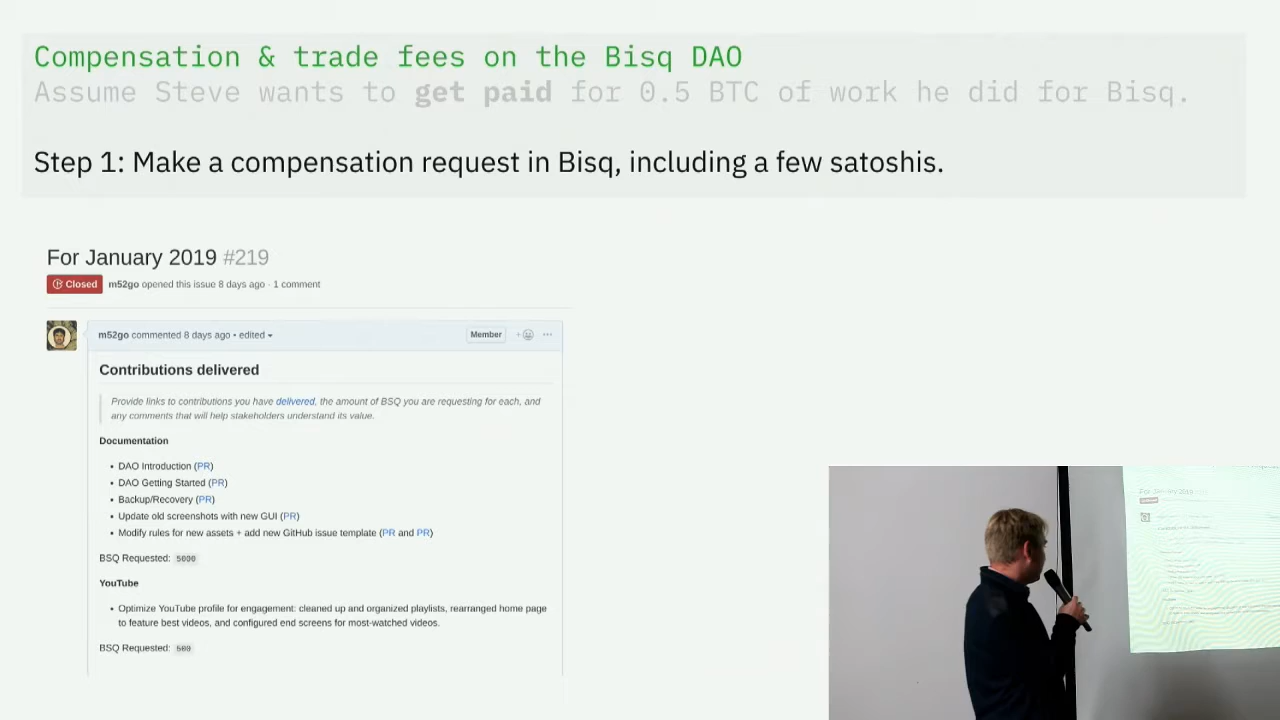 Compensation & trade fees on the Bisq DAO
Assume Steve wants to get paid for 0.5 BTC of work he did for Bisq.
Step 1: Make a compensation request in Bisq, including a few satoshis.
For January 2019 #219
Closed m52go opened this issue 8 days ago · 1 comment
m52go commented 8 days ago • edited Member
Contributions delivered
Provide links to contributions you have delivered, the amount of BSQ you are requesting for each, and
any comments that will help stakeholders understand its value.
Documentation
• DAO Introduction (PR)
• DAO Getting Started (PR)
• Backup/Recovery (PR)
• Update old screenshots with new GUI (PR)
• Modify rules for new assets + add new GitHub issue template (PR and PR)
BSQ Requested: 5000
YouTube
• Optimize YouTube profile for engagement: cleaned up and organized playlists, rearranged home page
to feature best videos, and configured end screens for most-watched videos.
BSQ Requested: 500
For January 2019